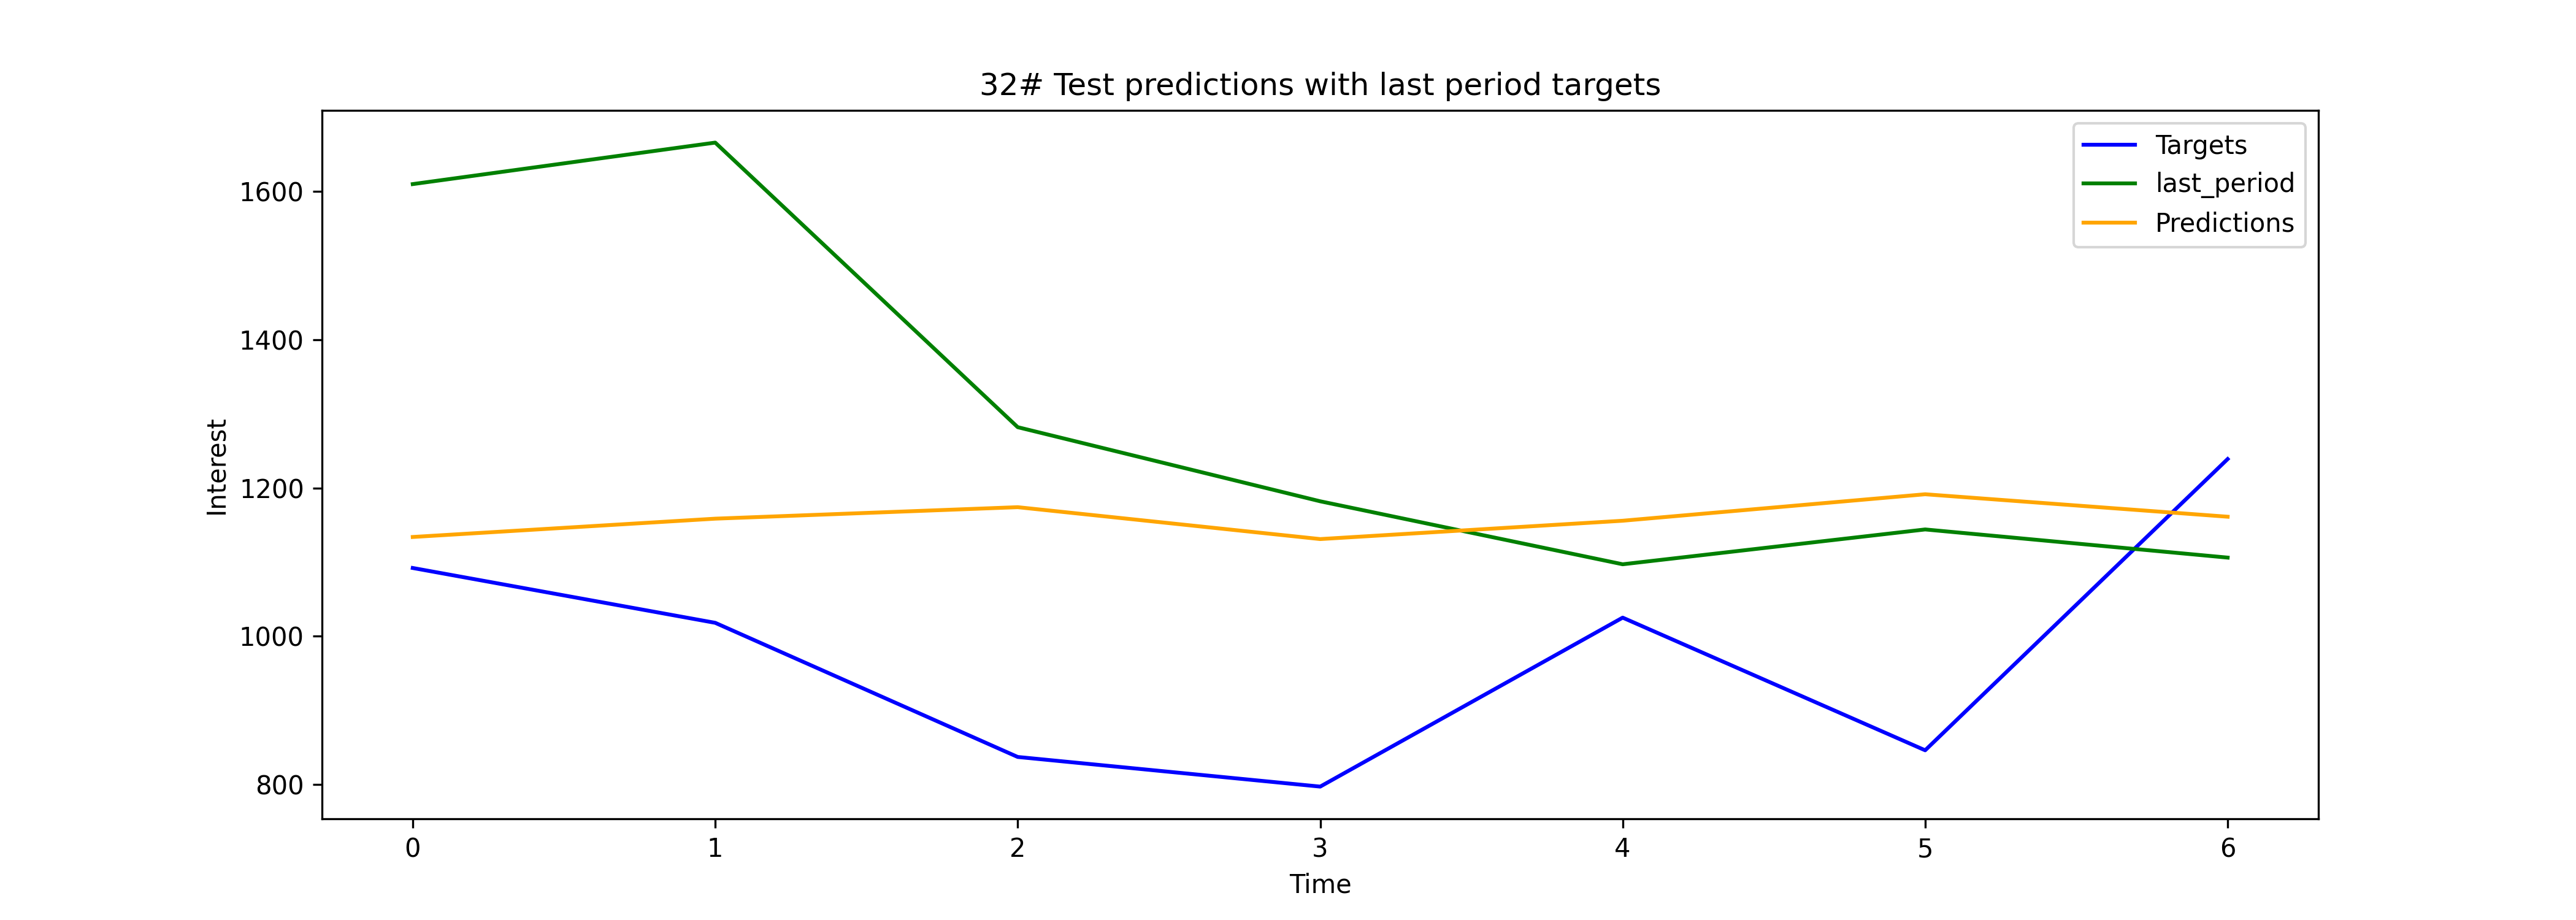 32# Test predictions with last period targets
Targets
last_period
Predictions
Interest
1600
1400
1200
1000
800
0 1 2 3 4 5 6
Time